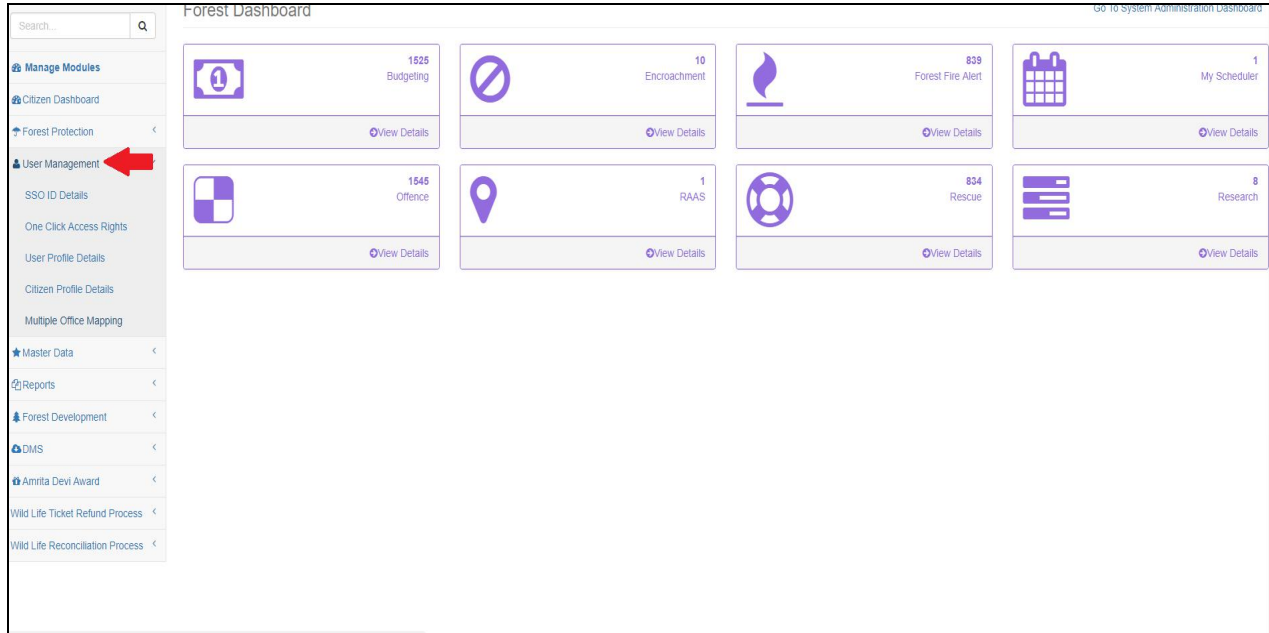 Forest Dashboard
Go To System Administration Dashboard
Search...
Manage Modules
Citizen Dashboard
Forest Protection
User Management
SSO ID Details
One Click Access Rights
User Profile Details
Citizen Profile Details
Multiple Office Mapping
Master Data
Reports
Forest Development
DMS
Amrita Devi Award
Wild Life Ticket Refund Process
Wild Life Reconciliation Process
1
1525
Budgeting
View Details
10
Encroachment
View Details
839
Forest Fire Alert
View Details
1
My Scheduler
View Details
1545
Offence
View Details
1
RAAS
View Details
834
Rescue
View Details
8
Research
View Details